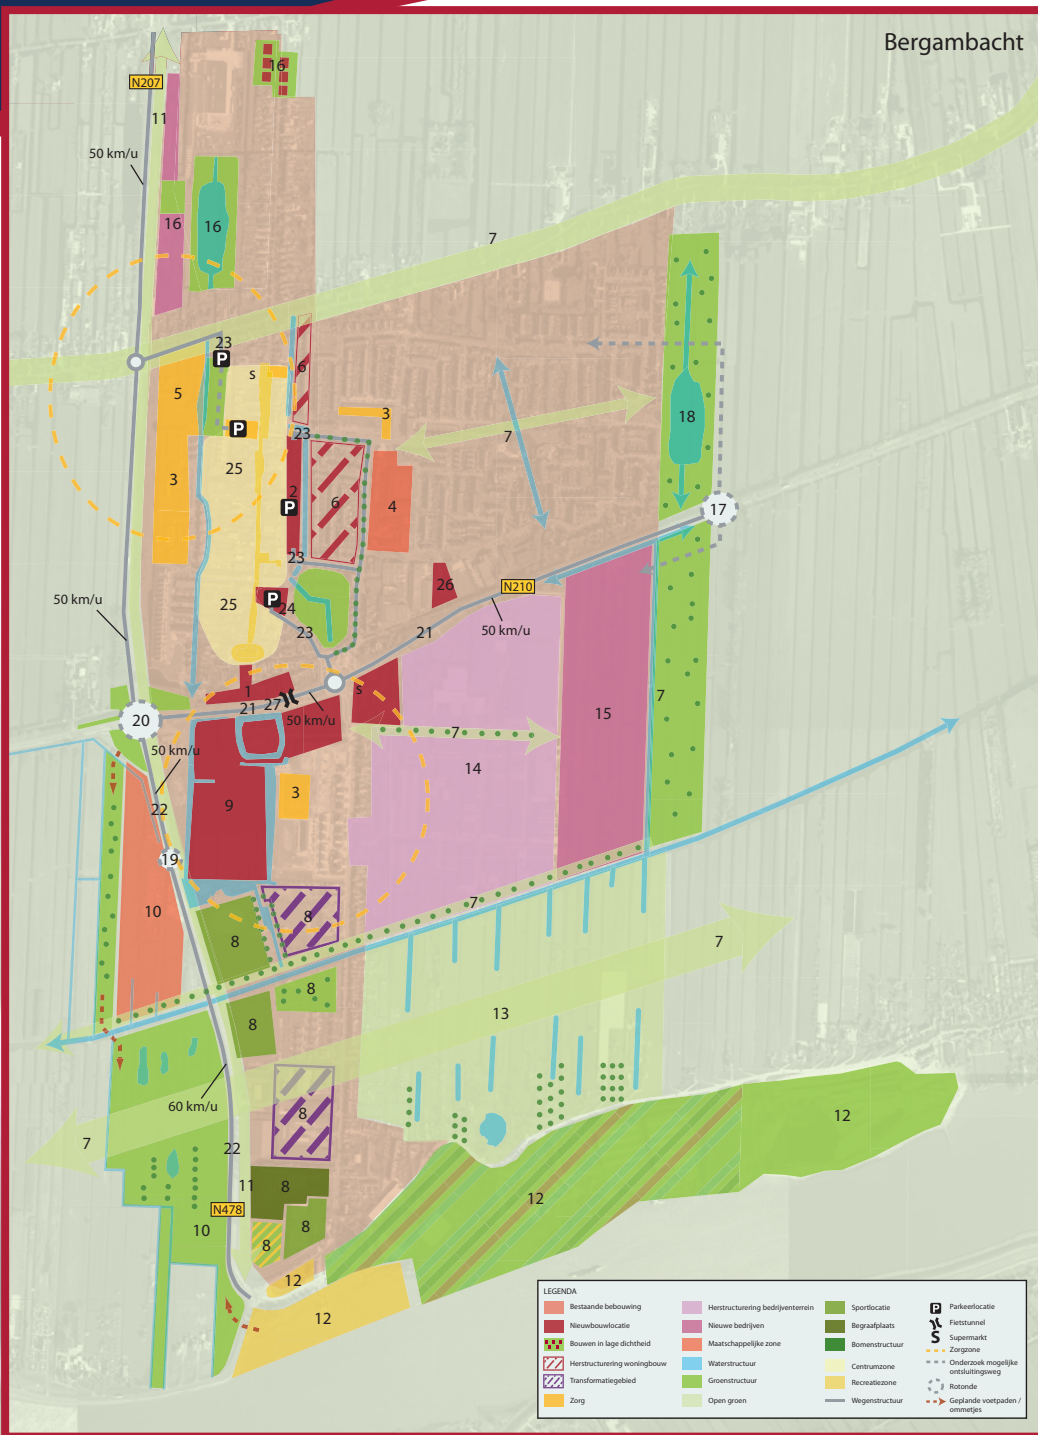 Bergambacht
16
N207
11
50 km/u
16
16
7
23
P
s
6
5
3
P
23
7
18
25
3
2
P
6
4
17
23
26
N210
50 km/u
P
25
24
23
21
50 km/u
s
1
27
21
50 km/u
20
7
15
7
50 km/u
14
22
9
3
19
10
8
7
8
7
8
13
8
60 km/u
8
7
22
12
11
8
12
N478
8
10
8
12
12
LEGENDA
Bestaande bebouwing
Nieuwbouwlocatie
Bouwen in lage dichtheid
Herstructurering woningbouw
Transformatiegebied
Zorg
Herstructurering bedrijventerrein
Nieuwe bedrijven
Maatschappelijke zone
Waterstructuur
Groenstructuur
Open groen
Sportlocatie
Begraafplaats
Bomenstructuur
Centrumzone
Recreatiezone
Wegenstructuur
P Parkeerlocatie
Fietstunnel
S Supermarkt
Zorgzone
Onderzoek mogelijke
ontsluitingsweg
Rotonde
Geplande voetpaden /
ommetjes